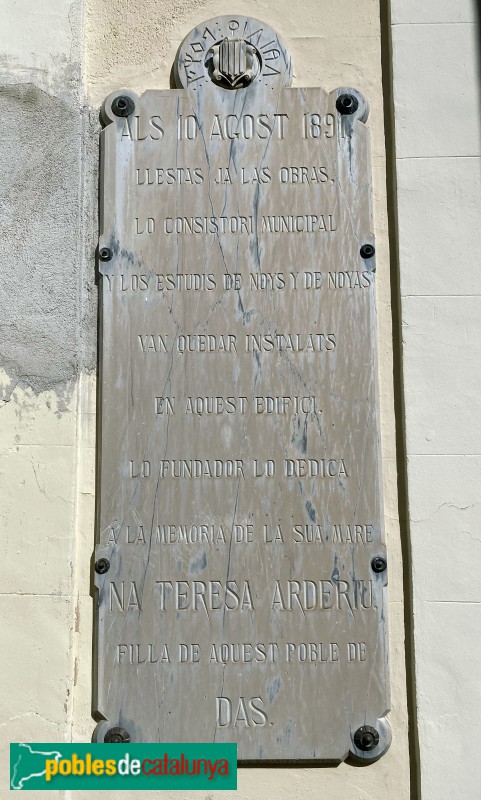 ALS 10 AGOST 1891
LLESTAS JA LAS OBRAS,
LO CONSISTORI MUNICIPAL
Y LOS ESTUDIS DE NOYS Y DE NOYAS
VAN QUEDAR INSTALATS
EN AQUEST EDIFICI.
LO FUNDADOR LO DEDICA
Á LA MEMORIA DE LA SUA MARE
NA TERESA ARDERIU,
FILLA DE AQUEST POBLE DE
DAS.
poblesdecatalunya